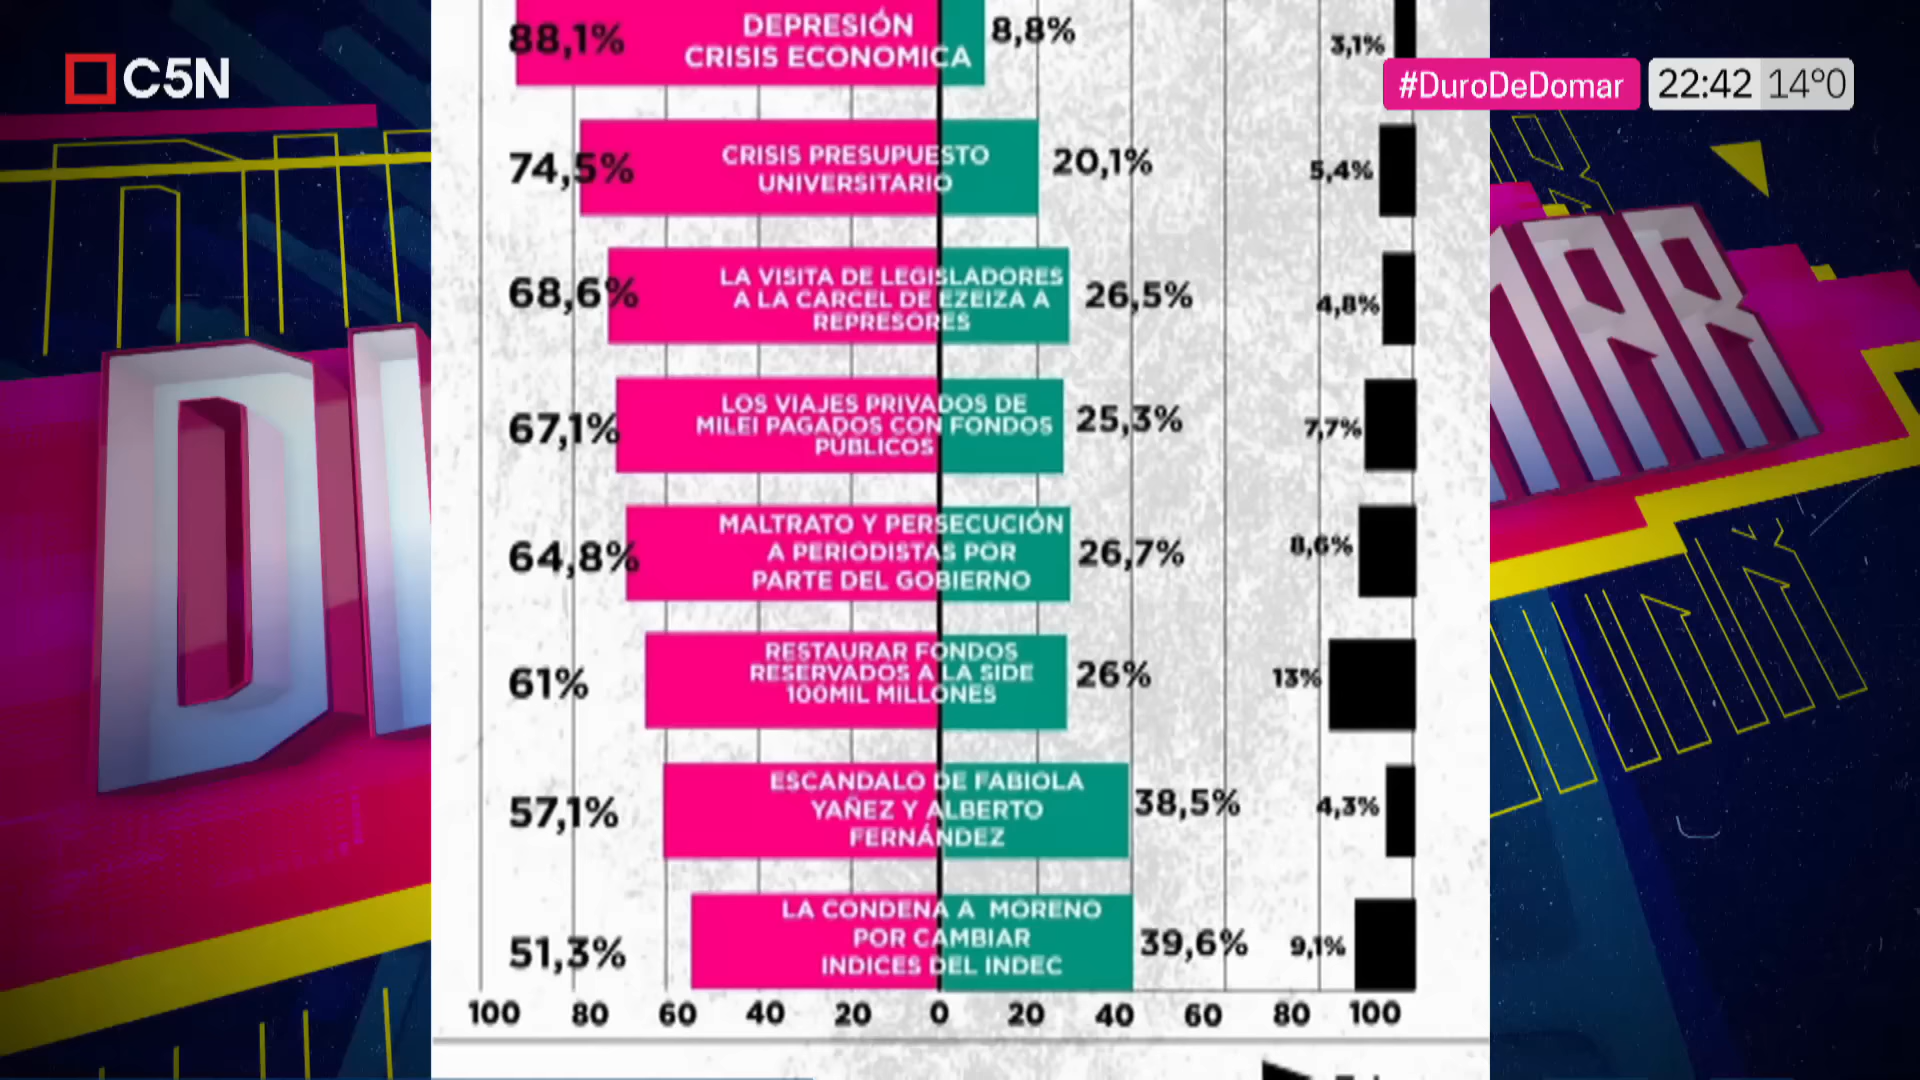 C5N
#DuroDeDomar 22:42 14º0
88,1% DEPRESIÓN 8,8% 3,1%
CRISIS ECONOMICA
74,5% CRISIS PRESUPUESTO 20,1% 5,4%
UNIVERSITARIO
68,6% LA VISITA DE LEGISLADORES 26,5% 4,8%
A LA CARCEL DE EZEIZA A
REPRESORES
67,1% LOS VIAJES PRIVADOS DE 25,3% 7,7%
MILEI PAGADOS CON FONDOS
PÚBLICOS
64,8% MALTRATO Y PERSECUCIÓN 26,7% 8,6%
A PERIODISTAS POR
PARTE DEL GOBIERNO
61% RESTAURAR FONDOS 26% 13%
RESERVADOS A LA SIDE
100MIL MILLONES
57,1% ESCANDALO DE FABIOLA 38,5% 4,3%
YAÑEZ Y ALBERTO
FERNÁNDEZ
51,3% LA CONDENA A MORENO 39,6% 9,1%
POR CAMBIAR
INDICES DEL INDEC
100 80 60 40 20 0 20 40 60 80 100